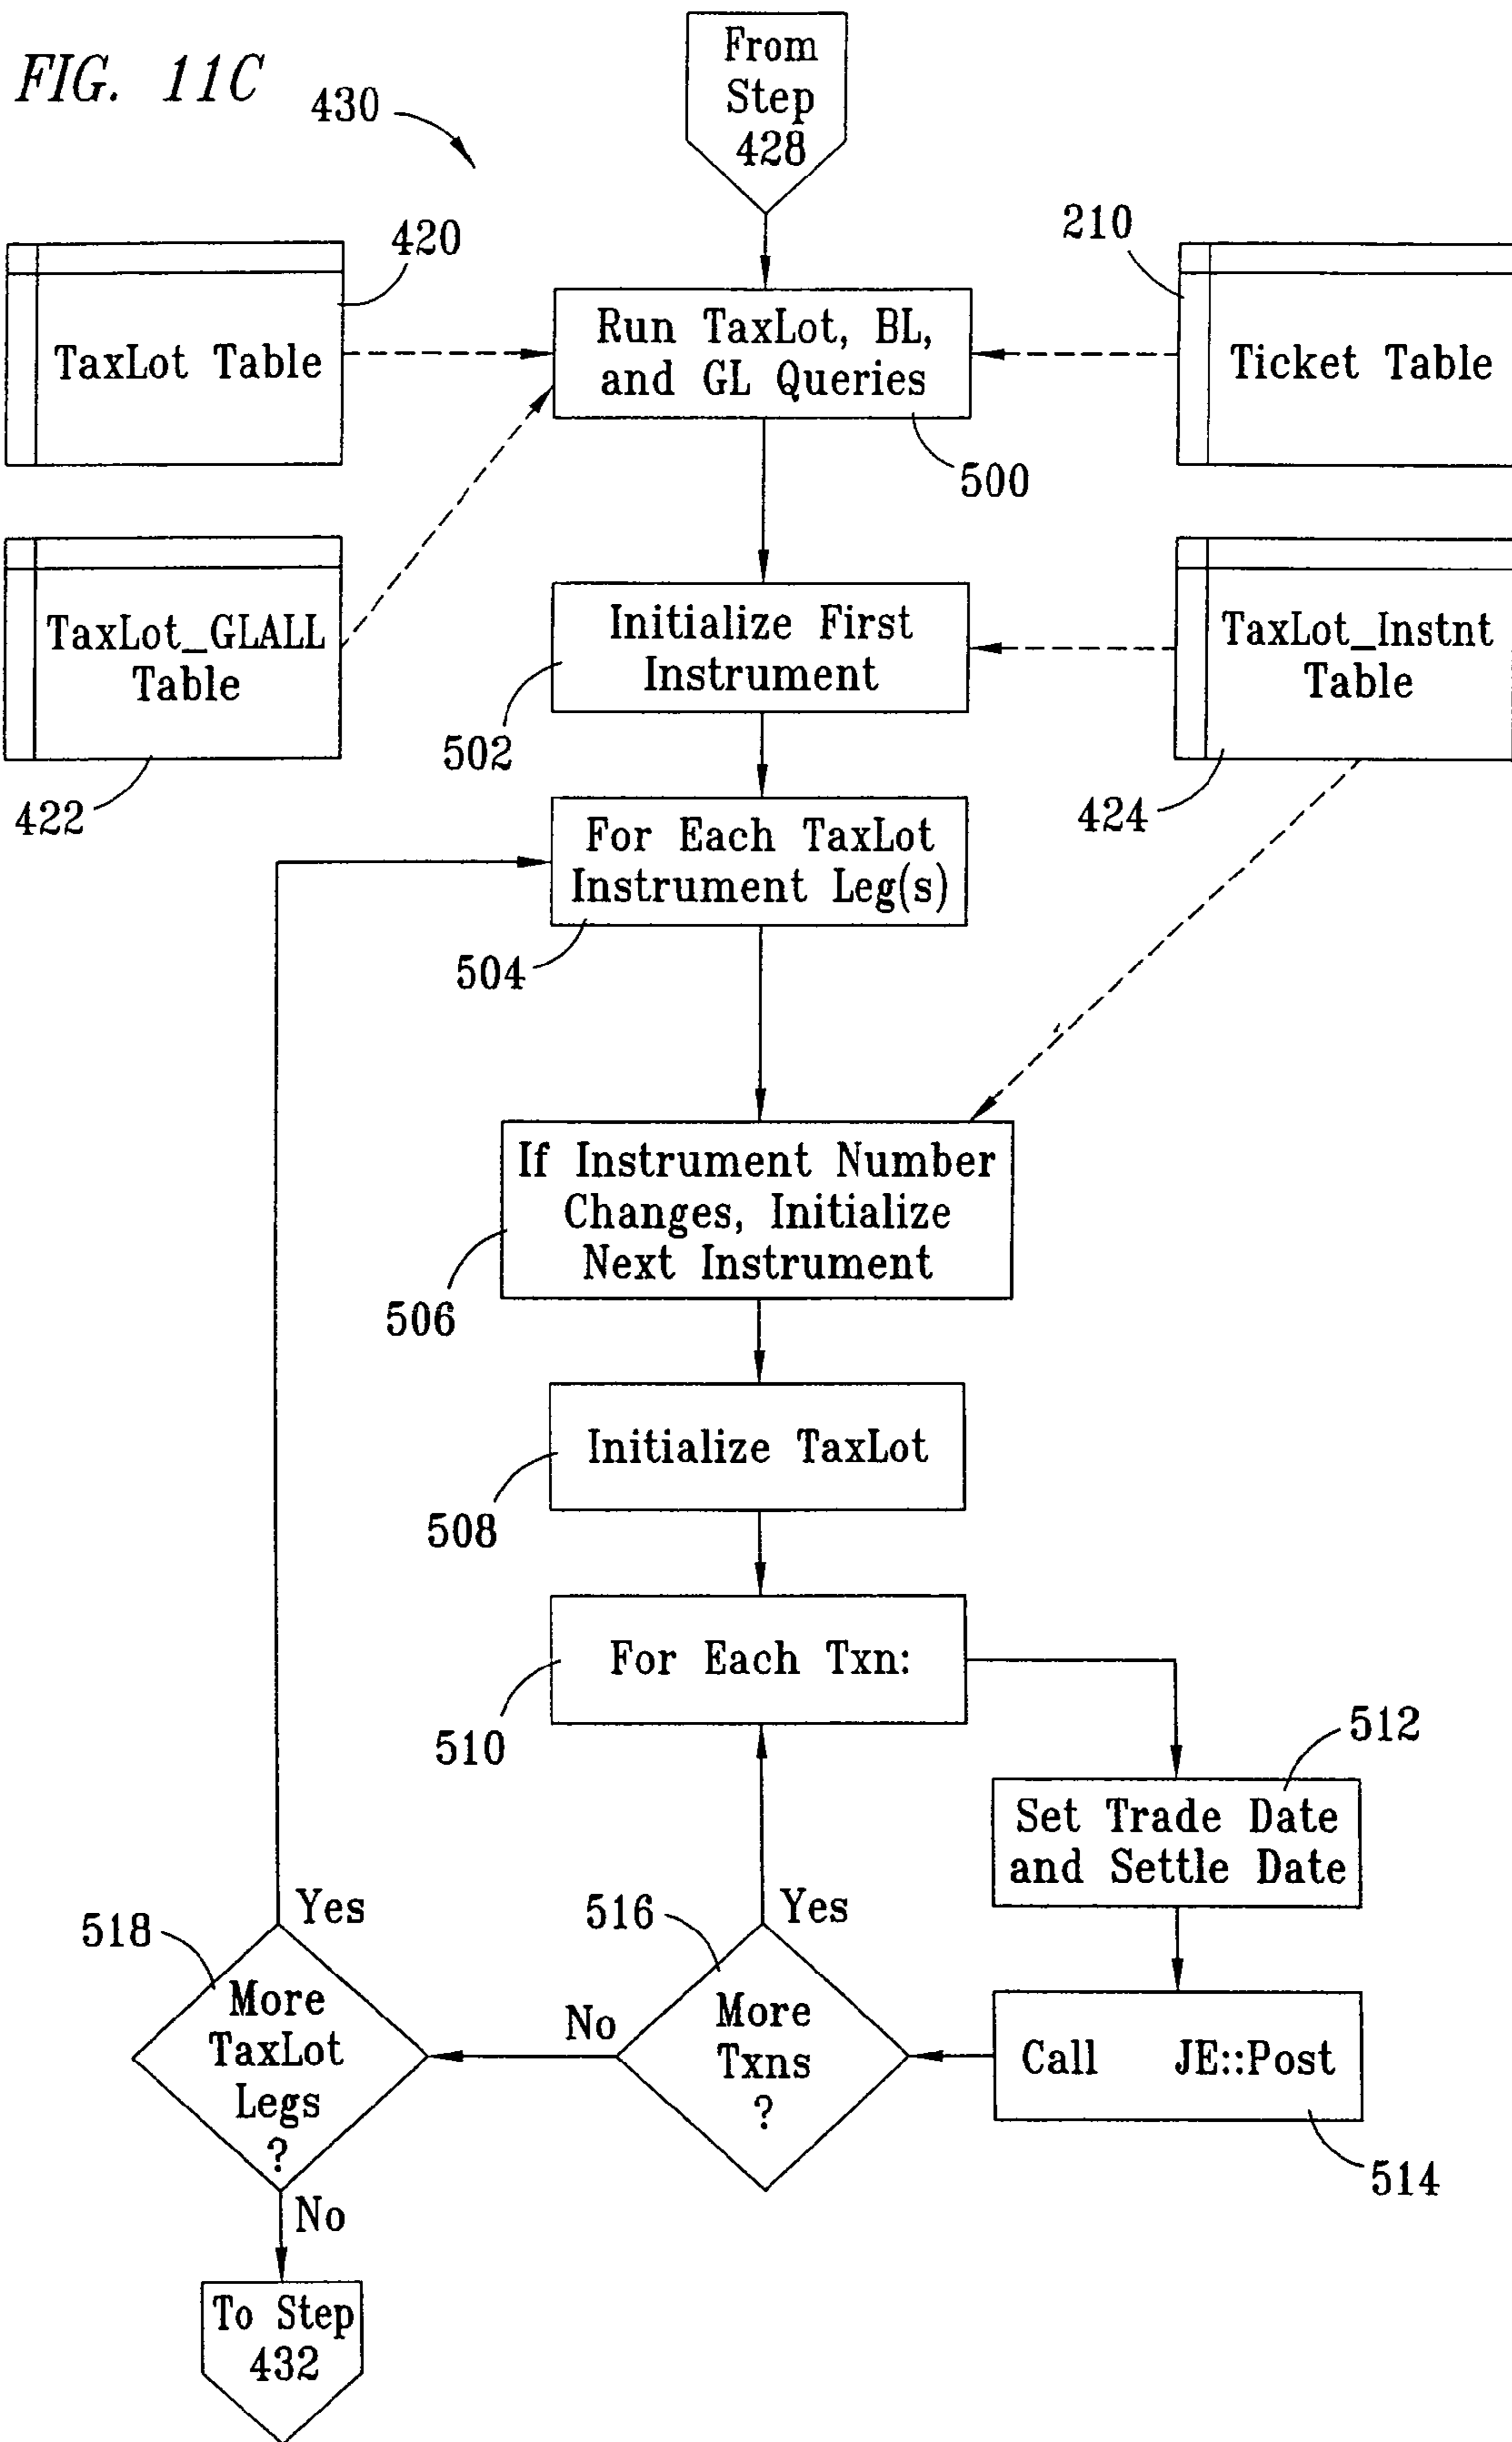 FIG. 11C
430
From
Step
428
420
210
TaxLot Table
Run TaxLot, BL,
and GL Queries
Ticket Table
500
TaxLot_GLALL
Table
Initialize First
Instrument
TaxLot_Instnt
Table
502
422
424
For Each TaxLot
Instrument Leg(s)
504
If Instrument Number
Changes, Initialize
Next Instrument
506
Initialize TaxLot
508
For Each Txn:
510
512
Set Trade Date
and Settle Date
518
Yes
516
Yes
More
TaxLot
Legs
?
No
More
Txns
?
Call JE::Post
514
No
To Step
432